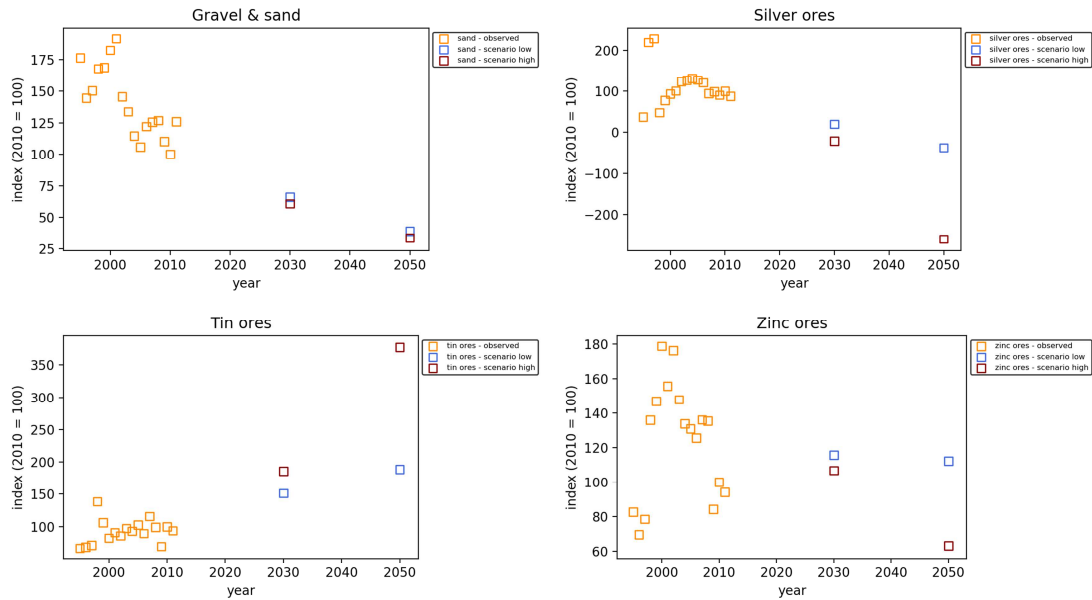 Gravel & sand
index (2010 = 100)
175
150
125
100
75
50
25
2000
2010
2020
2030
2040
2050
year
sand - observed
sand - scenario low
sand - scenario high
Silver ores
index (2010 = 100)
200
100
0
−100
−200
2000
2010
2020
2030
2040
2050
year
silver ores - observed
silver ores - scenario low
silver ores - scenario high
Tin ores
index (2010 = 100)
350
300
250
200
150
100
2000
2010
2020
2030
2040
2050
year
tin ores - observed
tin ores - scenario low
tin ores - scenario high
Zinc ores
index (2010 = 100)
180
160
140
120
100
80
60
2000
2010
2020
2030
2040
2050
year
zinc ores - observed
zinc ores - scenario low
zinc ores - scenario high